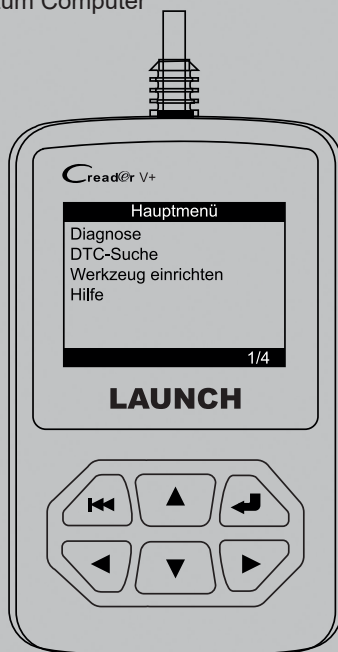 zum Computer
Creader V+
Hauptmenü
Diagnose
DTC-Suche
Werkzeug einrichten
Hilfe
1/4
LAUNCH